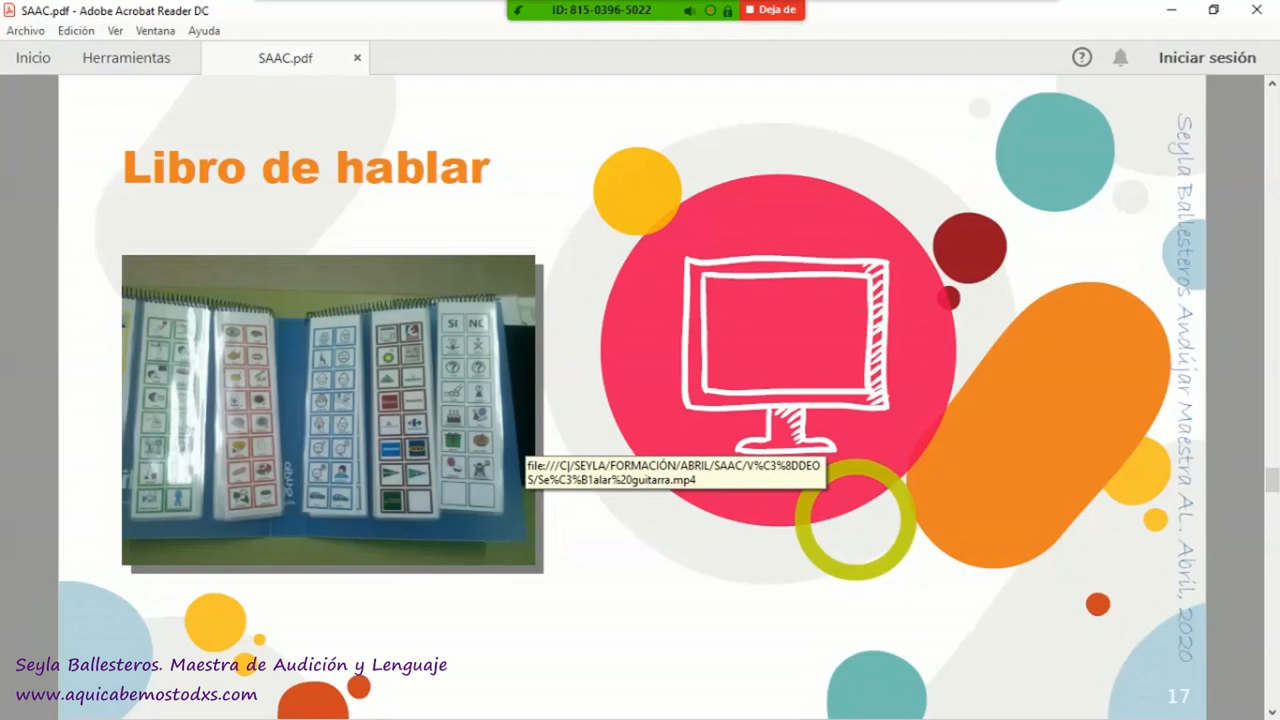 SAAC.pdf - Adobe Acrobat Reader DC
ID: 815-0396-5022
Deja de
Archivo Edición Ver Ventana Ayuda
Inicio Herramientas SAAC.pdf
Iniciar sesión
Libro de hablar
SI NO
file:///C|/SEYLA/FORMACIÓN/ABRIL/SAAC/V%C3%8DDEO
S/Se%C3%B1alar%20guitarra.mp4
Seyla Ballesteros Andújar Maestra AL. Abril, 2020
Seyla Ballesteros. Maestra de Audición y Lenguaje
www.aquicabemostodxs.com
17